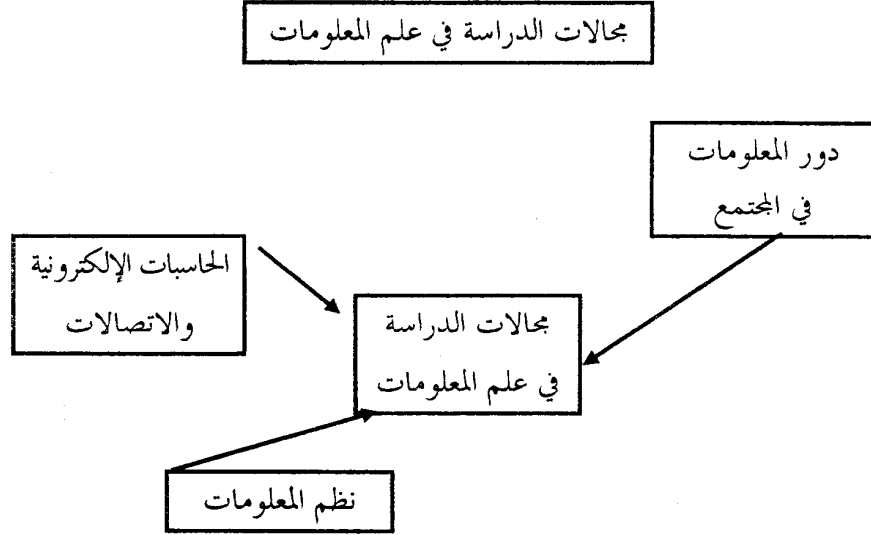 مجالات الدراسة في علم المعلومات
دور المعلومات
في المجتمع
الحاسبات الإلكترونية
والاتصالات
مجالات الدراسة
في علم المعلومات
نظم المعلومات